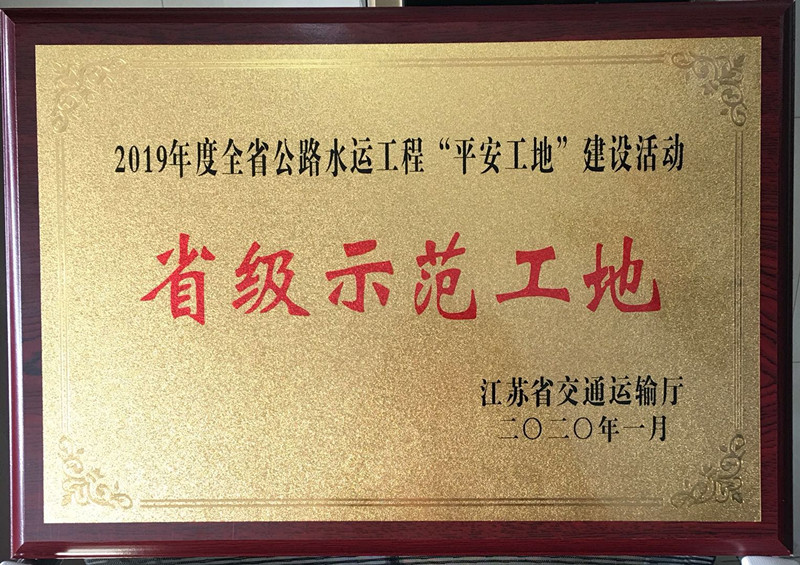 2019年度全省公路水运工程“平安工地”建设活动
省级示范工地
江苏省交通运输厅
二〇二〇年一月